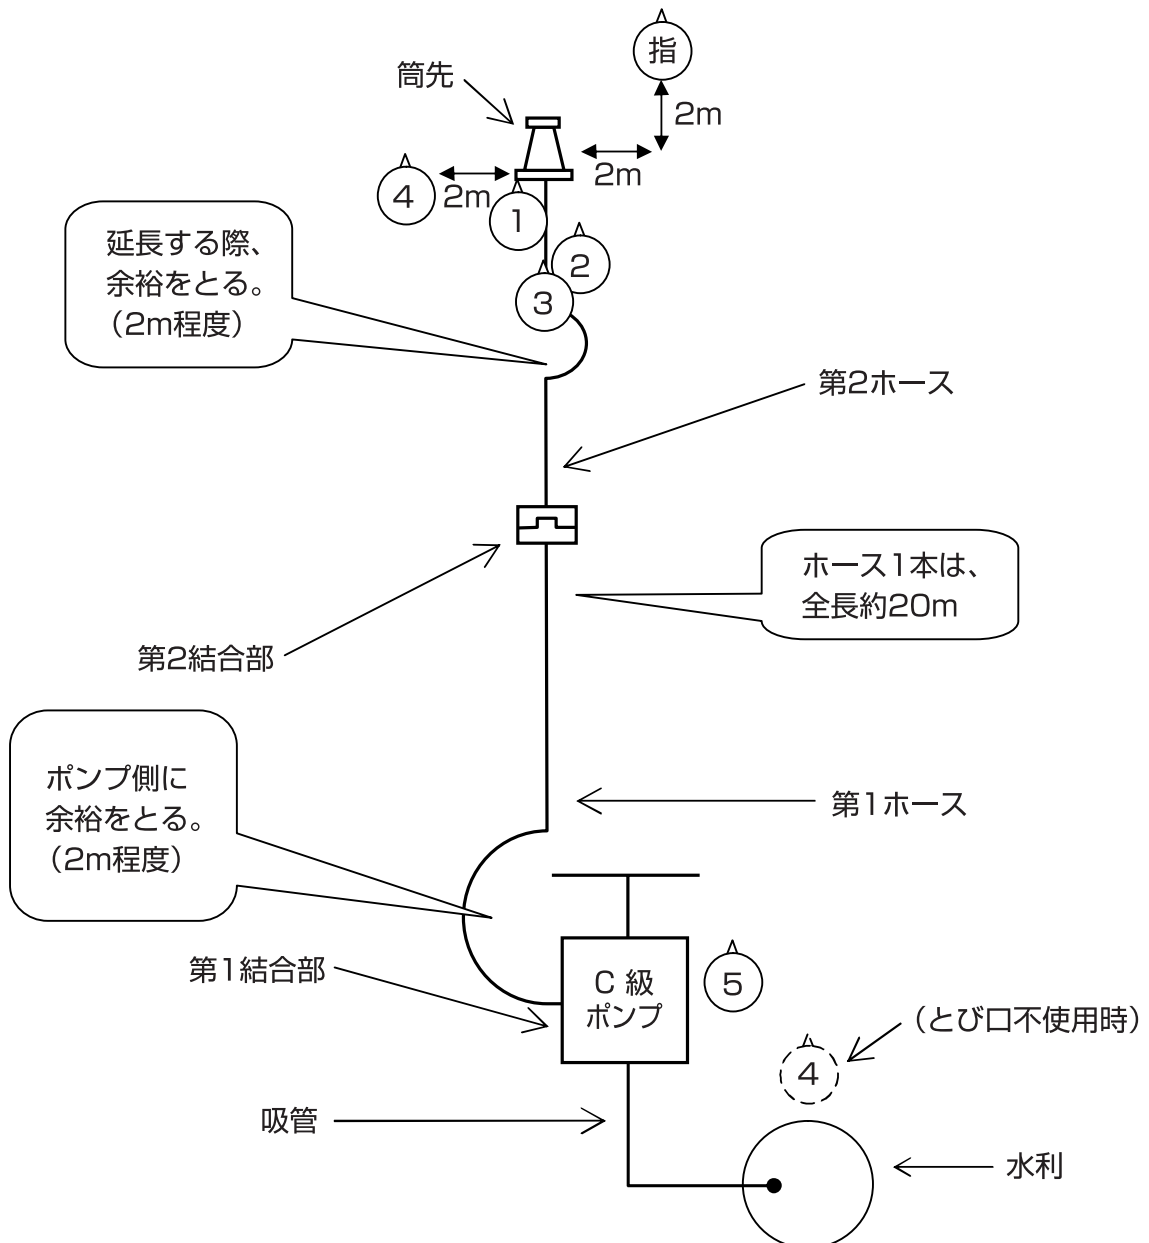 指
筒先
2m
2m
4
2m
1
延長する際、
余裕をとる。
（2m程度）
2
3
第2ホース
ホース1本は、
全長約20m
第2結合部
ポンプ側に
余裕をとる。
（2m程度）
第1ホース
第1結合部
C 級
ポンプ
5
（とび口不使用時）
4
吸管
水利